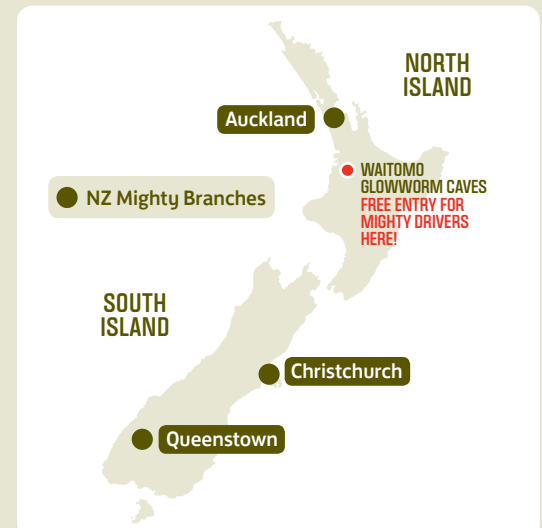 NORTH
ISLAND
Auckland
WAITOMO
GLOWWORM CAVES
FREE ENTRY FOR
MIGHTY DRIVERS
HERE!
NZ Mighty Branches
SOUTH
ISLAND
Christchurch
Queenstown